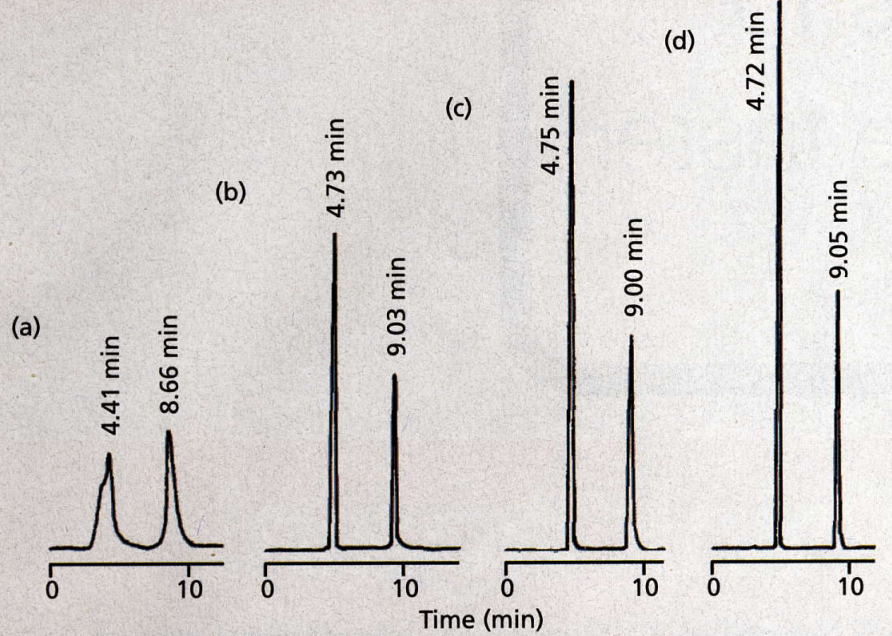 (a)
4.41 min
8.66 min
0
10
(b)
4.73 min
9.03 min
0
10
(c)
4.75 min
9.00 min
0
10
(d)
4.72 min
9.05 min
0
10
Time (min)